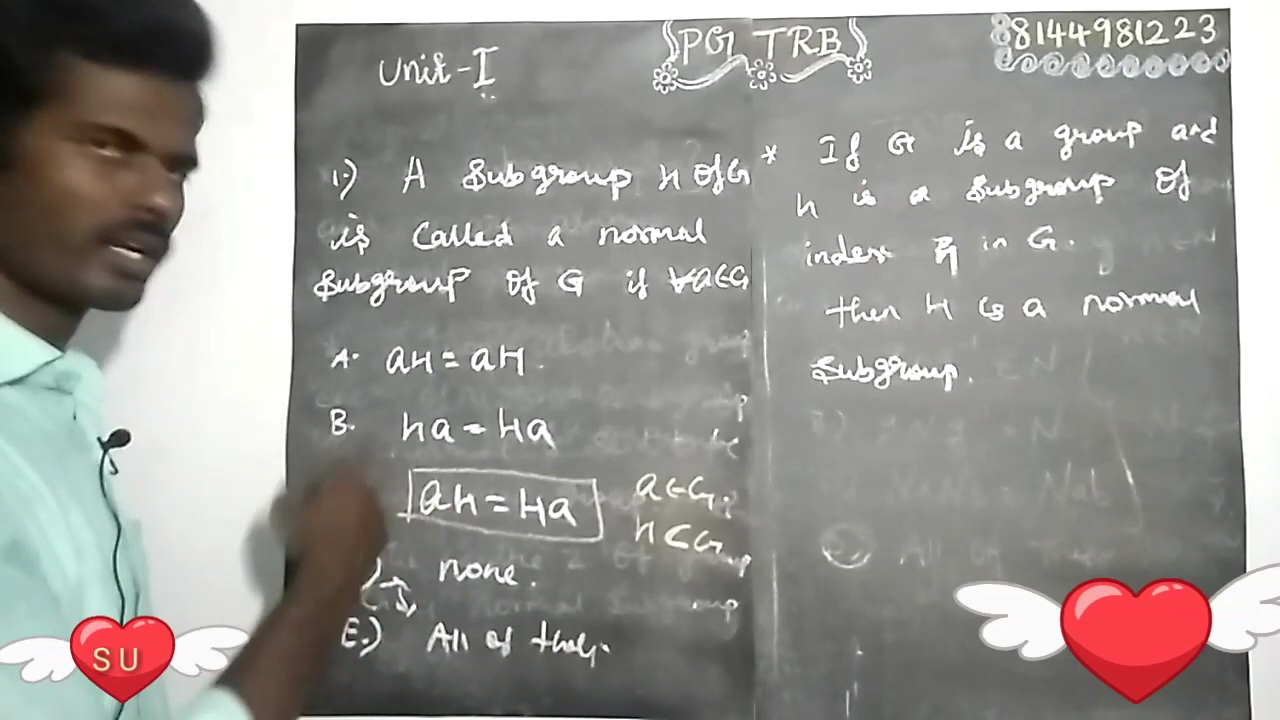 Unit - I
PG TRB
8144981223
1.) A Subgroup H of G
is called a normal
Subgroup of G if ∀a∈G
A. aH = aH.
B. Ha = Ha
aH = Ha
a∈G.
H⊂G
none.
E.) All of
* If G is a group and
H is a subgroup of
index in G.
then H is a normal
Subgroup.
SU